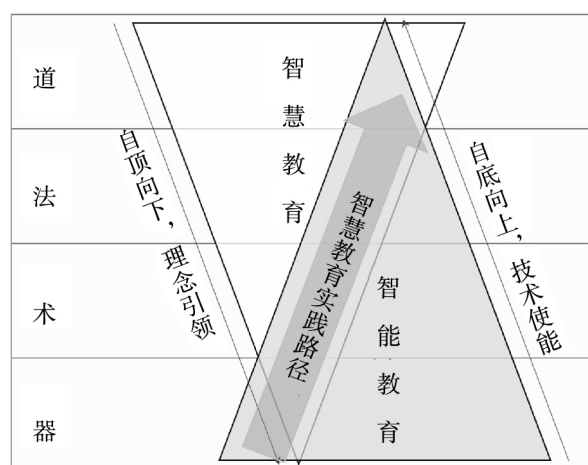 道
法
术
器
智慧教育
自顶向下，理念引领
智慧教育实践路径
智能教育
自底向上，技术使能